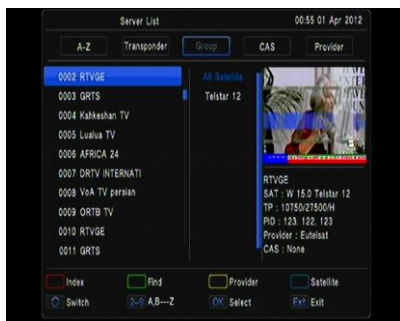 Server List
00:55 01 Apr 2012
A-Z Transponder Group CAS Provider
0002 RTVGE
0003 GRTS
0004 Kahkeshan TV
0005 Lualua TV
0006 AFRICA 24
0007 DRTV INTERNATI
0008 VoA TV persian
0009 ORTB TV
0010 RTVGE
0011 GRTS
All Satellite
Telstar 12
RTVGE
SAT : W 15.0 Telstar 12
TP : 10750/27500/H
PID : 123. 122. 123
Provider : Eutelsat
CAS : None
Index Find Provider Satellite
Switch 2~9 A,B---Z OK Select Exit Exit